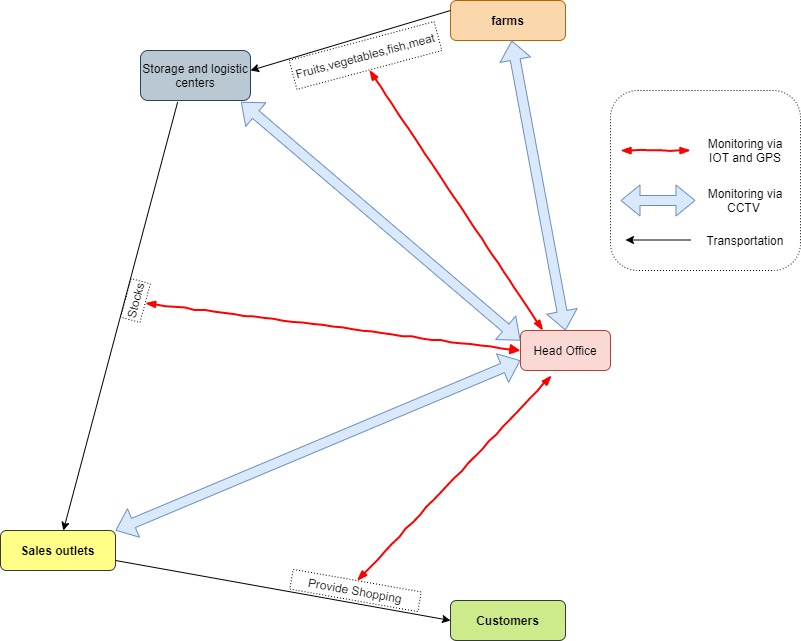 farms
Fruits,vegetables,fish,meat
Storage and logistic
centers
Monitoring via
IOT and GPS
Monitoring via
CCTV
Transportation
Stocks
Head Office
Sales outlets
Provide Shopping
Customers